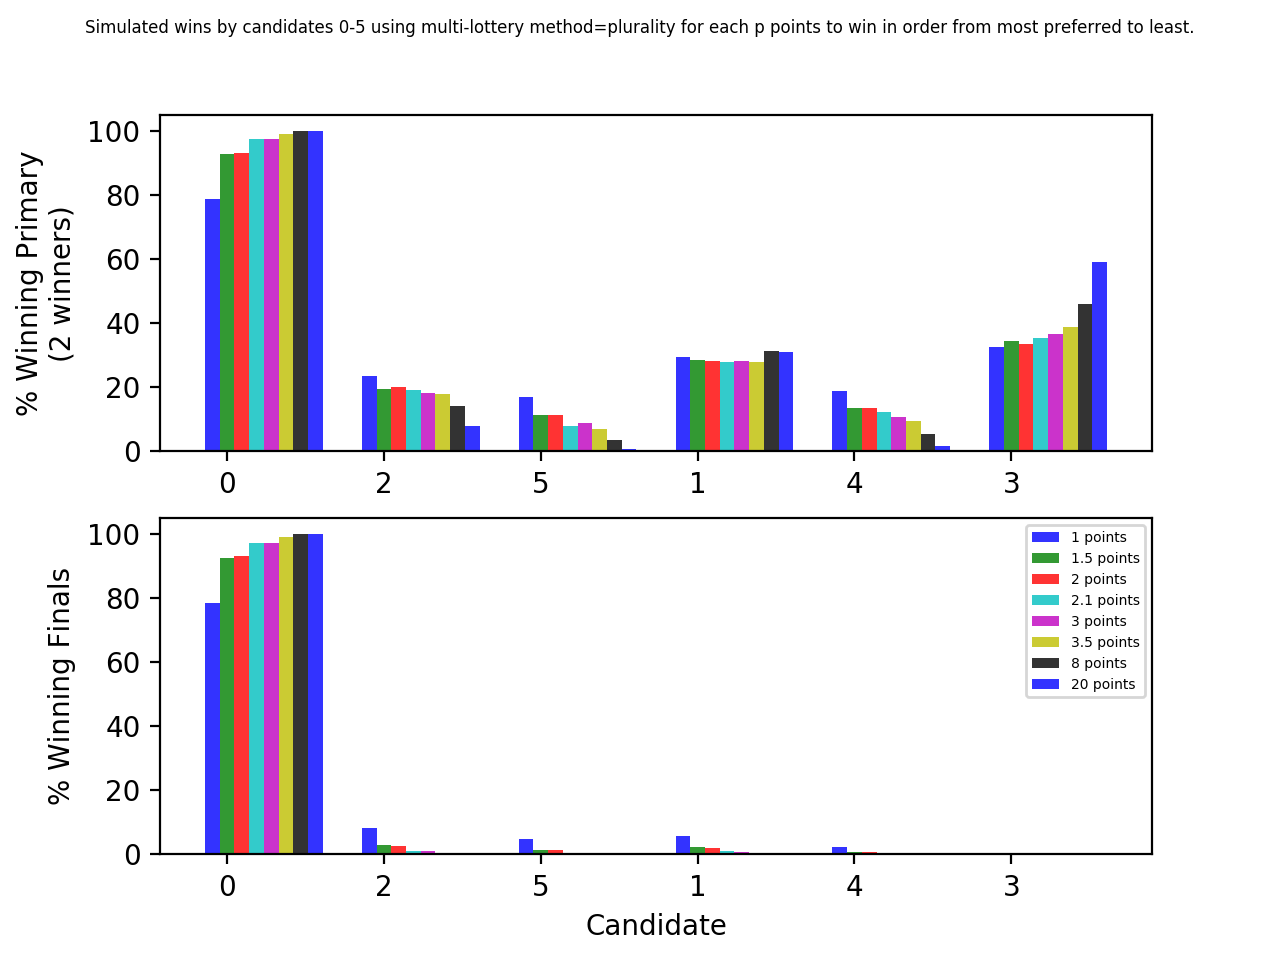 Simulated wins by candidates 0-5 using multi-lottery method=plurality for each p points to win in order from most preferred to least.
% Winning Primary
(2 winners)
100
80
60
40
20
0
0 2 5 1 4 3
% Winning Finals
100
80
60
40
20
0
1 points
1.5 points
2 points
2.1 points
3 points
3.5 points
8 points
20 points
0 2 5 1 4 3
Candidate